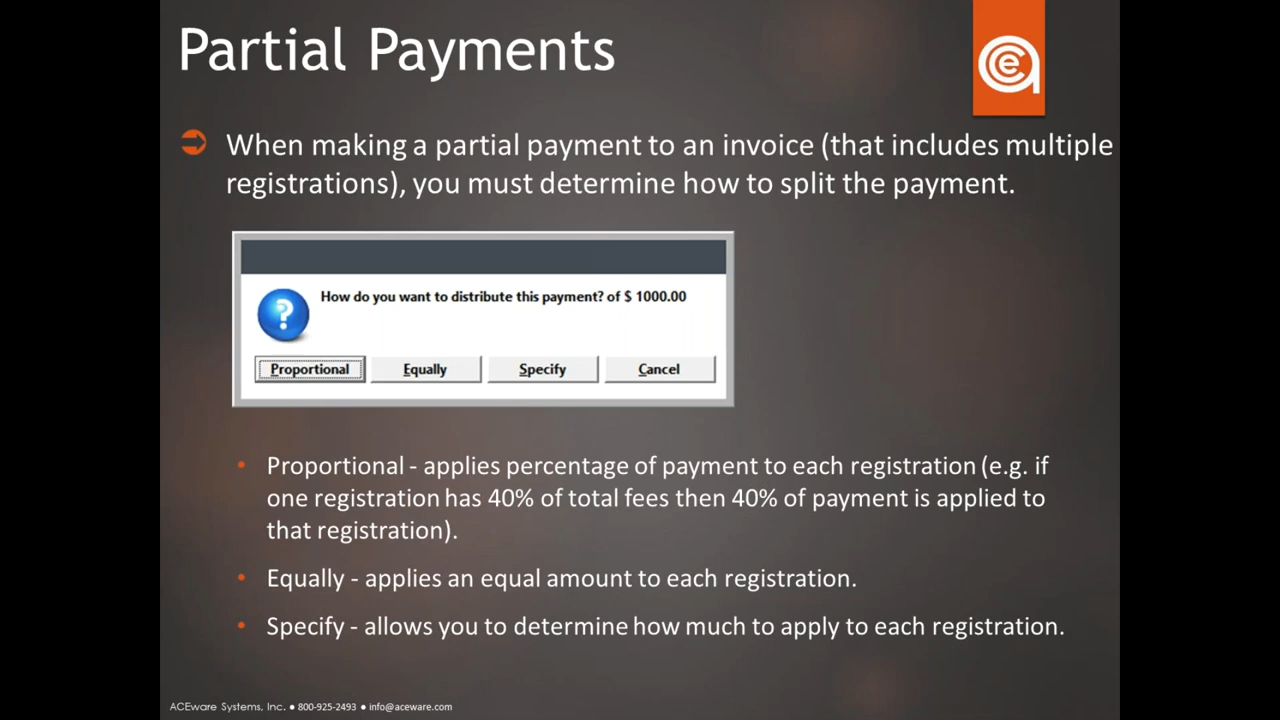 Partial Payments
When making a partial payment to an invoice (that includes multiple
registrations), you must determine how to split the payment.
How do you want to distribute this payment? of $ 1000.00
Proportional Equally Specify Cancel
• Proportional - applies percentage of payment to each registration (e.g. if
one registration has 40% of total fees then 40% of payment is applied to
that registration).
• Equally - applies an equal amount to each registration.
• Specify - allows you to determine how much to apply to each registration.
ACEware Systems, Inc. ● 800-925-2493 ● info@aceware.com